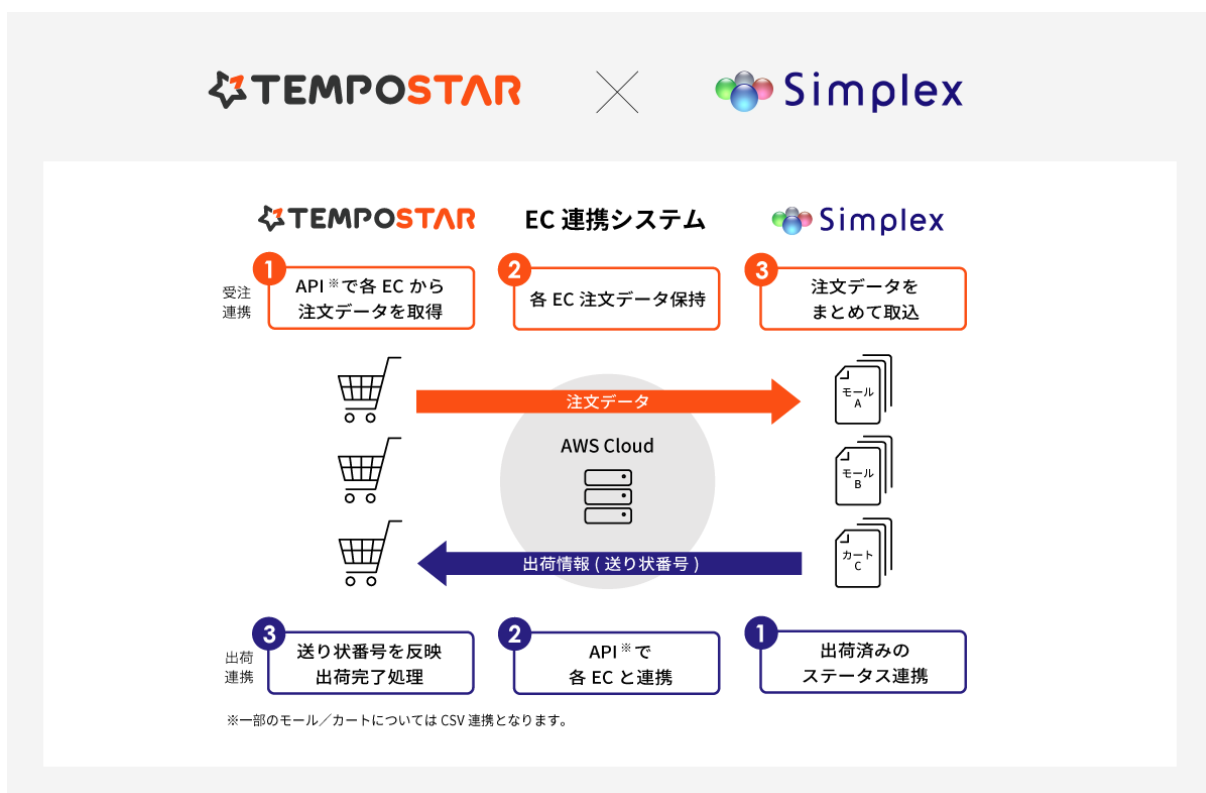 TEMPOSTAR × Simplex
TEMPOSTAR EC 連携システム Simplex
受注
連携
1
API※で各 EC から
注文データを取得
2
各 EC 注文データ保持
3
注文データを
まとめて取込
注文データ
AWS Cloud
モール
A
モール
B
カート
C
出荷情報 ( 送り状番号 )
出荷
連携
3
送り状番号を反映
出荷完了処理
2
API※で
各 EC と連携
1
出荷済みの
ステータス連携
※一部のモール／カートについては CSV 連携となります。